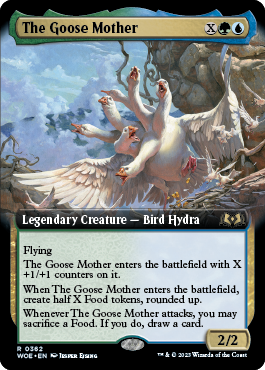 The Goose Mother X
Legendary Creature — Bird Hydra
Flying
The Goose Mother enters the battlefield with X
+1/+1 counters on it.
When The Goose Mother enters the battlefield,
create half X Food tokens, rounded up.
Whenever The Goose Mother attacks, you may
sacrifice a Food. If you do, draw a card.
2/2
R 0362
WOE • EN Jesper Ejsing
™ & © 2023 Wizards of the Coast